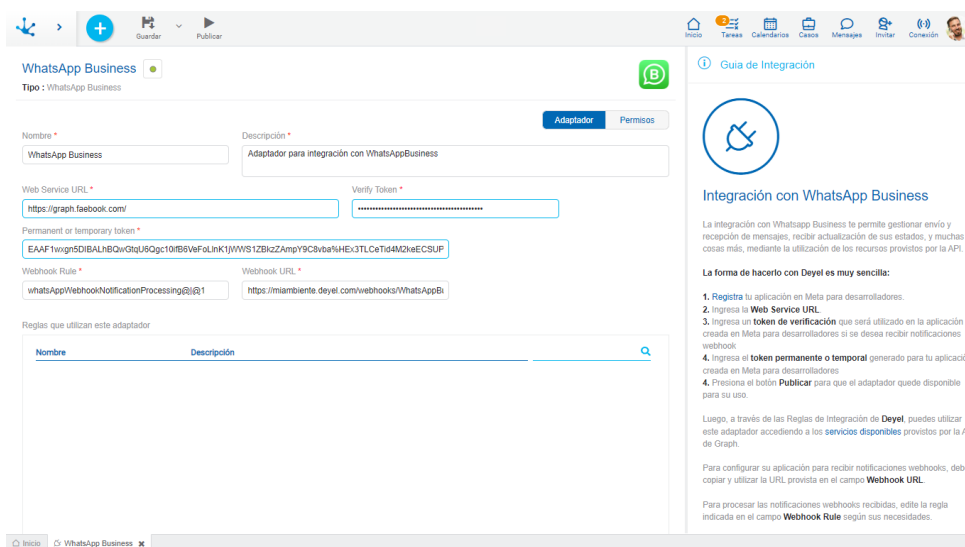 Guardar
Publicar
Inicio
2
Tareas
Calendarios
Casos
Mensajes
Invitar
Conexión
WhatsApp Business
Tipo : WhatsApp Business
Adaptador
Permisos
Nombre *
Descripción *
WhatsApp Business
Adaptador para integración con WhatsAppBusiness
Web Service URL *
Verify Token *
https://graph.faebook.com/
Permanent or temporary token *
EAAF1wxgn5DIBALhBQwGtqU6Qgc10ifB6VeFoLInK1jWWS1ZBkzZAmpY9C8vba%HEx3TLCeTid4M2keECSUP
Webhook Rule *
Webhook URL *
whatsAppWebhookNotificationProcessing@|@1
https://miambiente.deyel.com/webhooks/WhatsAppBu
Reglas que utilizan este adaptador
Nombre
Descripción
Guia de Integración
Integración con WhatsApp Business
La integración con Whatsapp Business te permite gestionar envío y
recepción de mensajes, recibir actualización de sus estados, y muchas
cosas más, mediante la utilización de los recursos provistos por la API.
La forma de hacerlo con Deyel es muy sencilla:
1. Registra tu aplicación en Meta para desarrolladores.
2. Ingresa la Web Service URL.
3. Ingresa un token de verificación que será utilizado en la aplicación
creada en Meta para desarrolladores si se desea recibir notificaciones
webhook
4. Ingresa el token permanente o temporal generado para tu aplicació
creada en Meta para desarrolladores
4. Presiona el botón Publicar para que el adaptador quede disponible
para su uso.
Luego, a través de las Reglas de Integración de Deyel, puedes utilizar
este adaptador accediendo a los servicios disponibles provistos por la A
de Graph.
Para configurar su aplicación para recibir notificaciones webhooks, debe
copiar y utilizar la URL provista en el campo Webhook URL.
Para procesar las notificaciones webhooks recibidas, edite la regla
indicada en el campo Webhook Rule según sus necesidades.
Inicio
WhatsApp Business